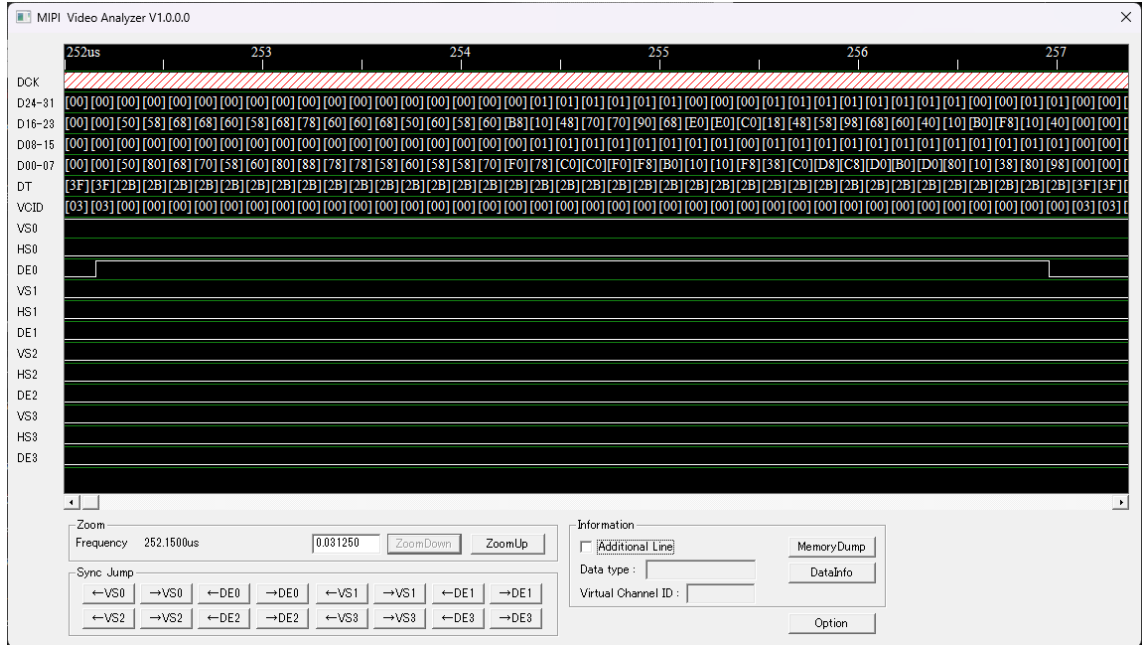 MIPI Video Analyzer V1.0.0.0
252us 253 254 255 256 257
DCK
D24-31 [00][00][00][00][00][00][00][00][00][00][00][00][00][00][00][00][00][00][01][01][01][01][01][01][00][00][00][01][01][01][01][01][01][01][01][00][01][01][00][00][
D16-23 [00][00][50][58][68][68][60][58][68][78][60][60][68][50][60][58][60][B8][10][48][70][70][90][68][E0][E0][C0][18][48][58][98][68][60][40][10][B0][F8][10][40][00][00][
D08-15 [00][00][00][00][00][00][00][00][00][00][00][00][00][00][00][00][00][00][01][01][01][01][01][01][00][00][00][01][01][01][01][01][01][01][01][01][01][01][00][00][
D00-07 [00][00][50][80][68][70][58][60][80][88][78][78][58][60][58][58][70][F0][78][C0][C0][F0][F8][B0][10][10][F8][38][C0][D8][C8][D0][B0][D0][80][10][38][80][98][00][00][
DT [3F][3F][2B][2B][2B][2B][2B][2B][2B][2B][2B][2B][2B][2B][2B][2B][2B][2B][2B][2B][2B][2B][2B][2B][2B][2B][2B][2B][2B][2B][2B][2B][2B][2B][2B][2B][2B][2B][2B][3F][3F][
VCID [03][03][00][00][00][00][00][00][00][00][00][00][00][00][00][00][00][00][00][00][00][00][00][00][00][00][00][00][00][00][00][00][00][00][00][00][00][00][00][03][03][
VS0
HS0
DE0
VS1
HS1
DE1
VS2
HS2
DE2
VS3
HS3
DE3
Zoom
Frequency 252.1500us 0.031250 ZoomDown ZoomUp
Sync Jump
←VS0 →VS0 ←DE0 →DE0 ←VS1 →VS1 ←DE1 →DE1
←VS2 →VS2 ←DE2 →DE2 ←VS3 →VS3 ←DE3 →DE3
Information
Additional Line
Data type :
Virtual Channel ID :
MemoryDump
DataInfo
Option